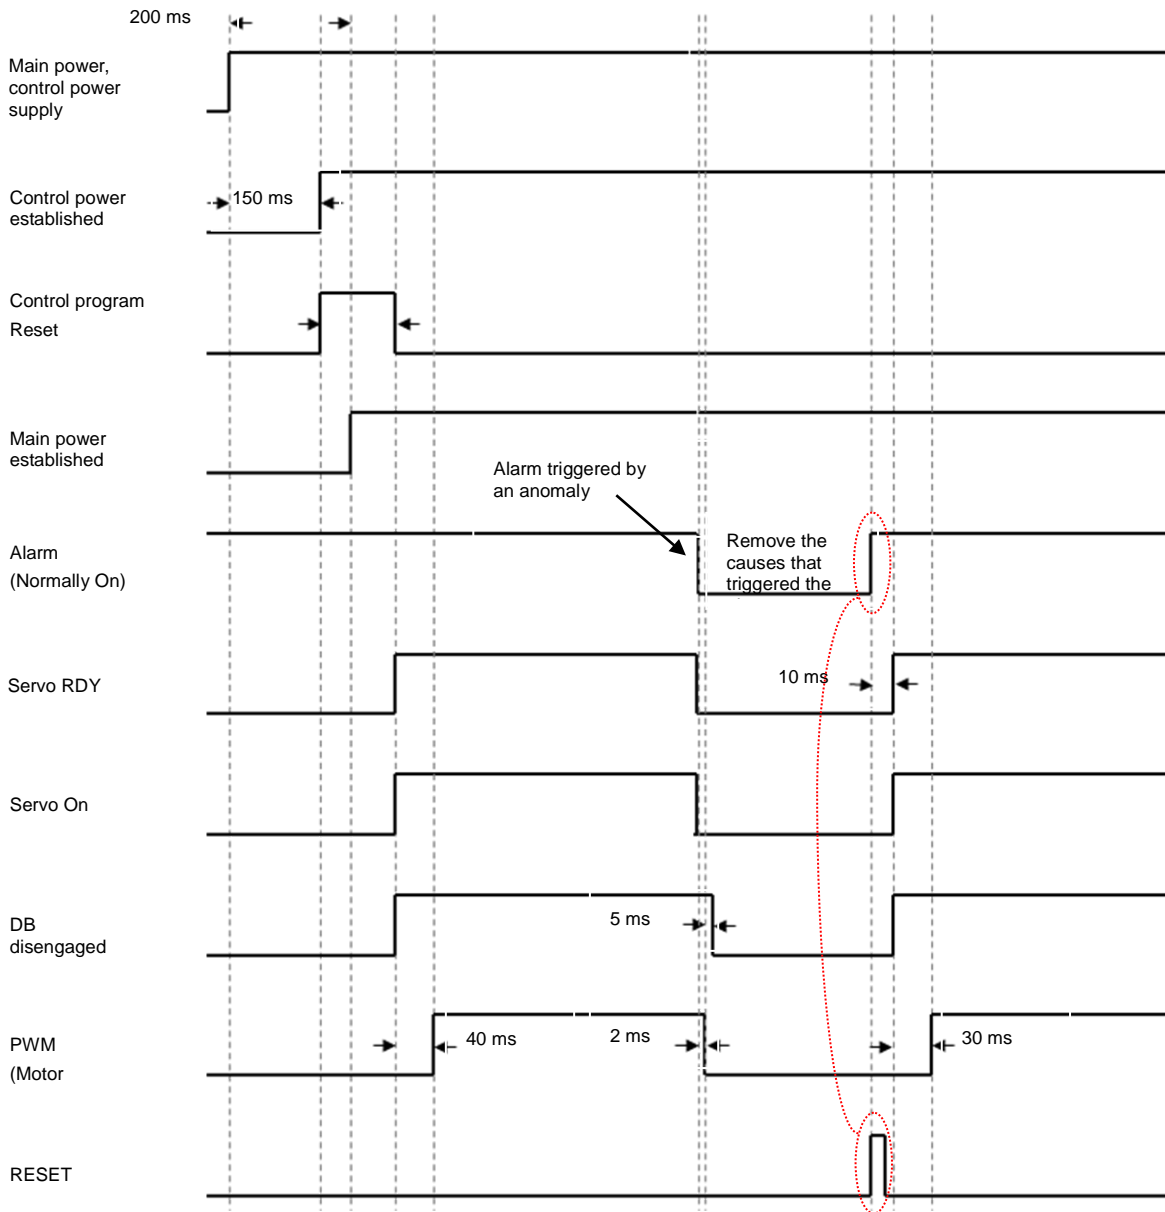 200 ms
Main power,
control power
supply
Control power
established
150 ms
Control program
Reset
Main power
established
Alarm triggered by
an anomaly
Alarm
(Normally On)
Remove the
causes that
triggered the
Servo RDY
10 ms
Servo On
DB
disengaged
5 ms
PWM
(Motor
40 ms
2 ms
30 ms
RESET